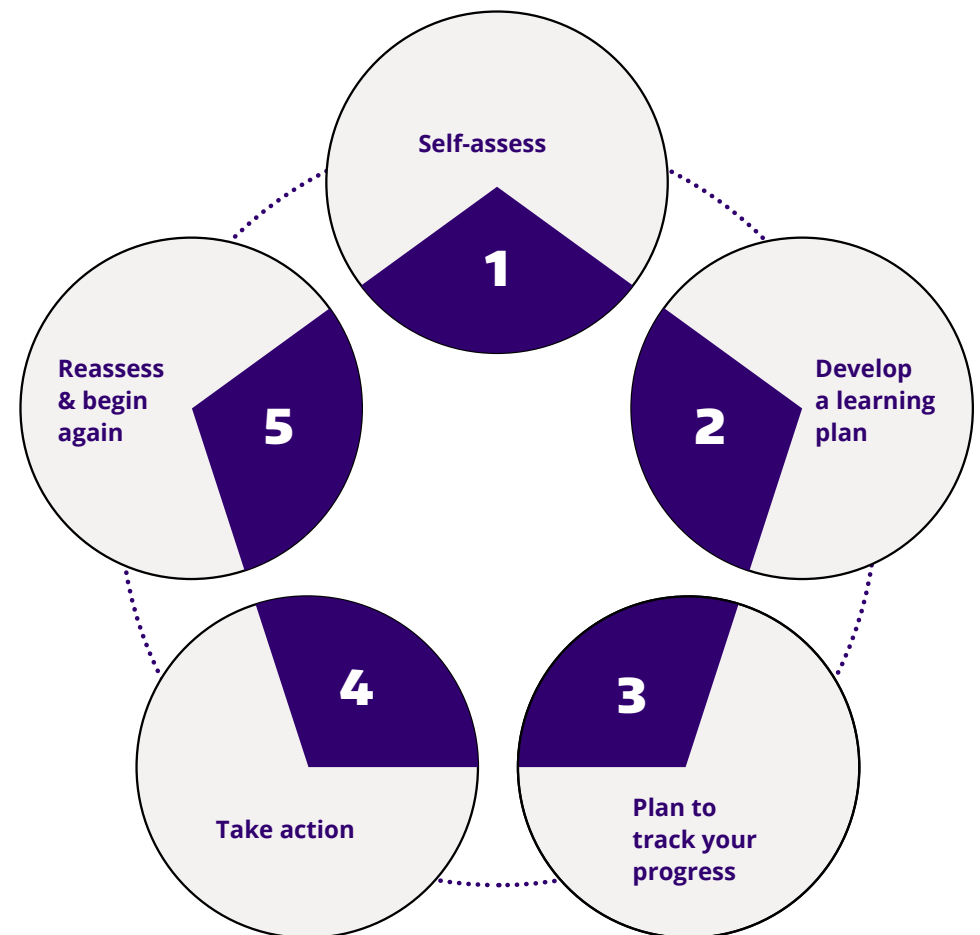 Self-assess
1
2
Develop
a learning
plan
3
Plan to
track your
progress
4
Take action
5
Reassess
& begin
again